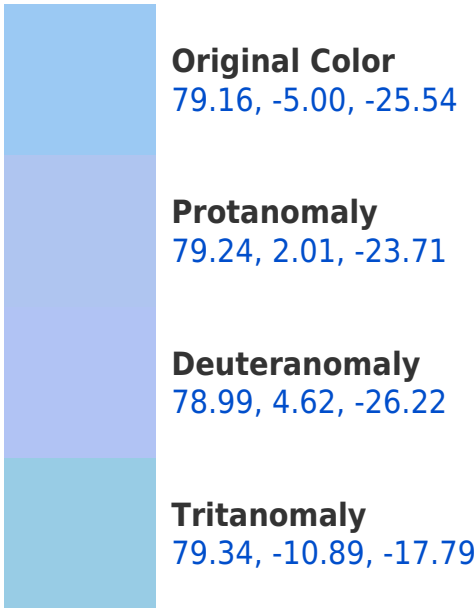 Original Color
79.16, -5.00, -25.54
Protanomaly
79.24, 2.01, -23.71
Deuteranomaly
78.99, 4.62, -26.22
Tritanomaly
79.34, -10.89, -17.79